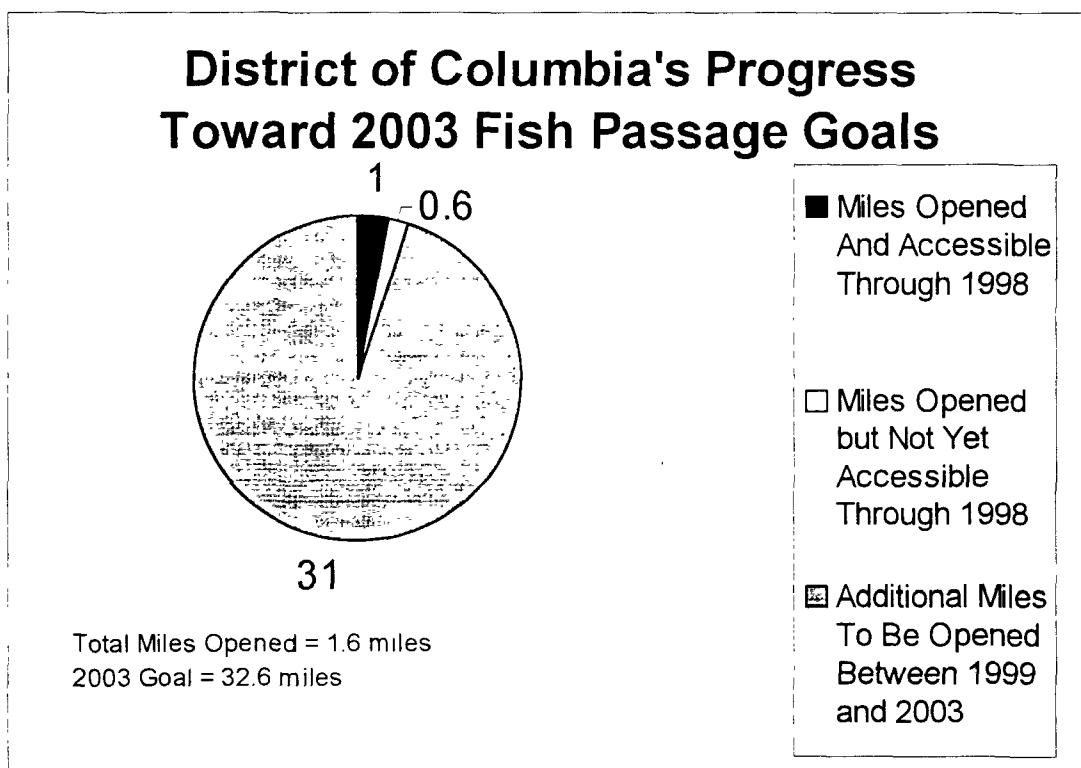 District of Columbia's Progress
Toward 2003 Fish Passage Goals
1
0.6
31
Total Miles Opened = 1.6 miles
2003 Goal = 32.6 miles
Miles Opened
And Accessible
Through 1998
Miles Opened
but Not Yet
Accessible
Through 1998
Additional Miles
To Be Opened
Between 1999
and 2003